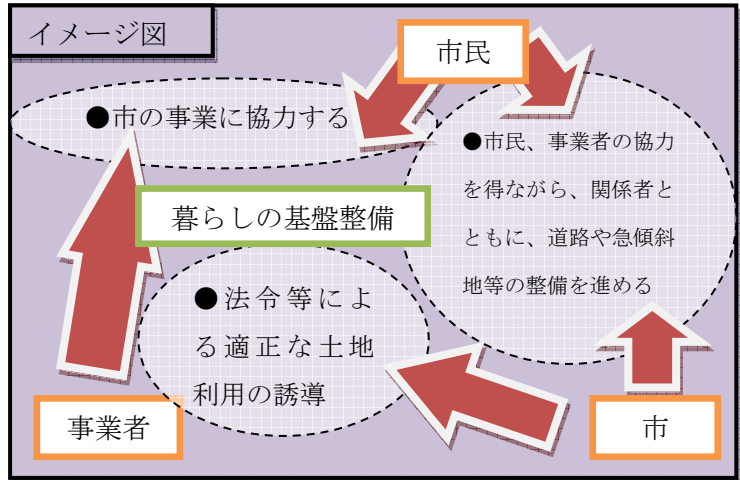 イメージ図
市民
●市の事業に協力する
●市民、事業者の協力
を得ながら、関係者と
ともに、道路や急傾斜
地等の整備を進める
暮らしの基盤整備
●法令等によ
る適正な土地
利用の誘導
事業者
市